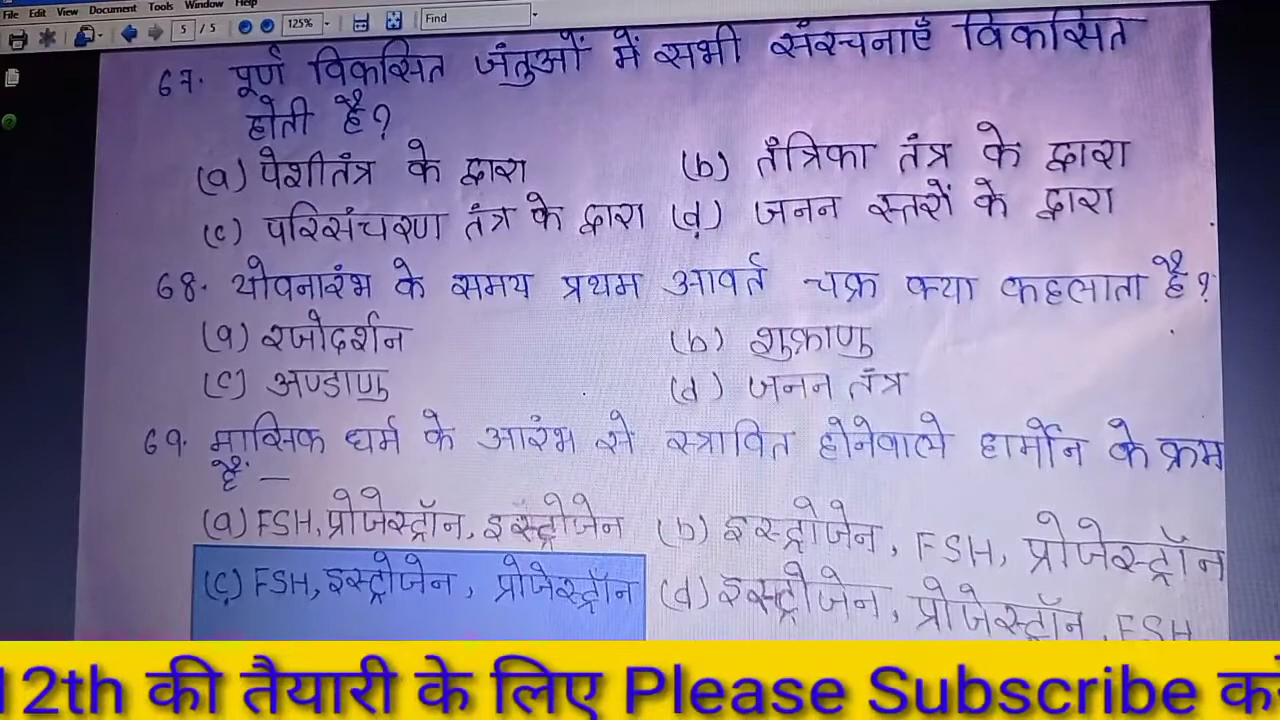 File Edit View Document Tools Window Help
5 / 5 125% Find
67. पूर्ण विकसित जंतुओं में सभी संरचनाएँ विकसित
होती है?
(a) पेशीतंत्र के द्वारा (b) तंत्रिका तंत्र के द्वारा
(c) परिसंचरण तंत्र के द्वारा (d) जनन स्तरों के द्वारा
68. योवनारंभ के समय प्रथम आवर्त चक्र क्या कहलाता है?
(a) रजोदर्शन (b) शुक्राणु
(c) अण्डाणु (d) जनन तंत्र
69. मासिक धर्म के आरंभ से स्त्रावित होनेवाले हार्मोन के क्रम
हैं —
(a) FSH, प्रोजेस्ट्रॉन, इस्ट्रोजेन (b) इस्ट्रोजेन, FSH, प्रोजेस्ट्रॉन
(c) FSH, इस्ट्रोजेन, प्रोजेस्ट्रॉन (d) इस्ट्रोजेन, प्रोजेस्ट्रॉन, FSH
12th की तैयारी के लिए Please Subscribe करें